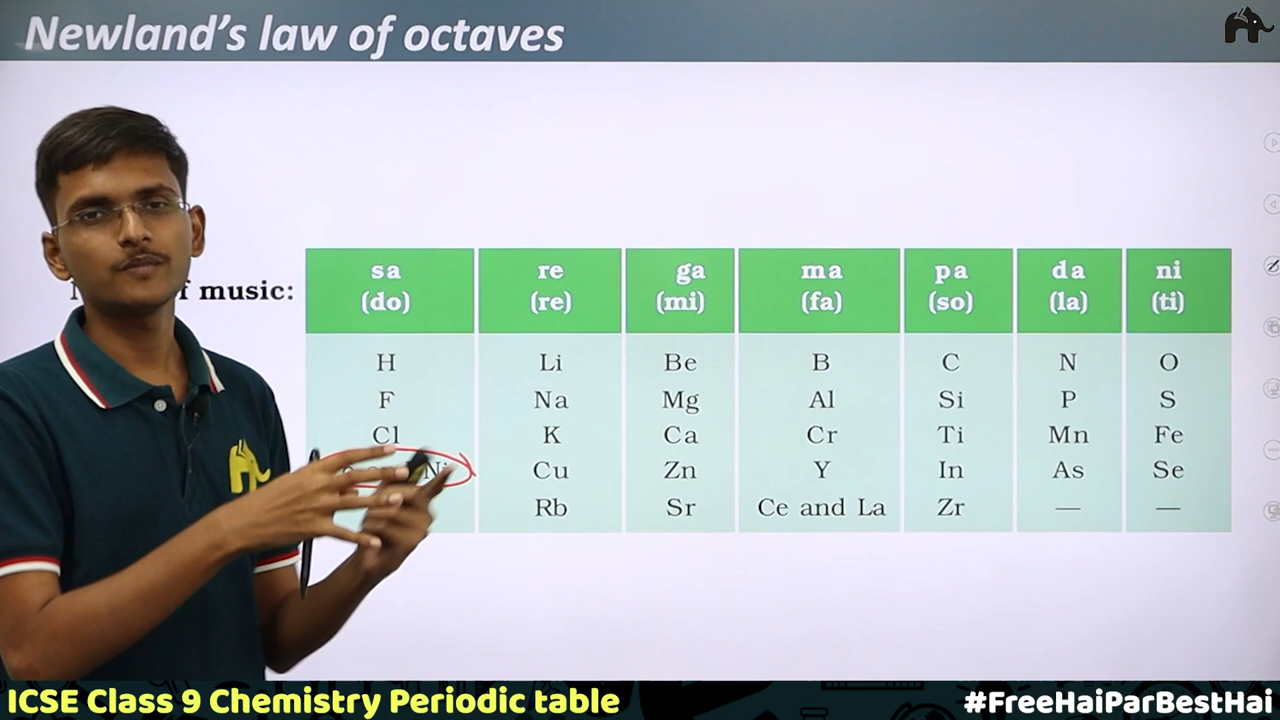 Newland's law of octaves
of music:
sa re ga ma pa da ni
(do) (re) (mi) (fa) (so) (la) (ti)
H Li Be B C N O
F Na Mg Al Si P S
Cl K Ca Cr Ti Mn Fe
Ni Cu Zn Y In As Se
Rb Sr Ce and La Zr — —
ICSE Class 9 Chemistry Periodic table
#FreeHaiParBestHai